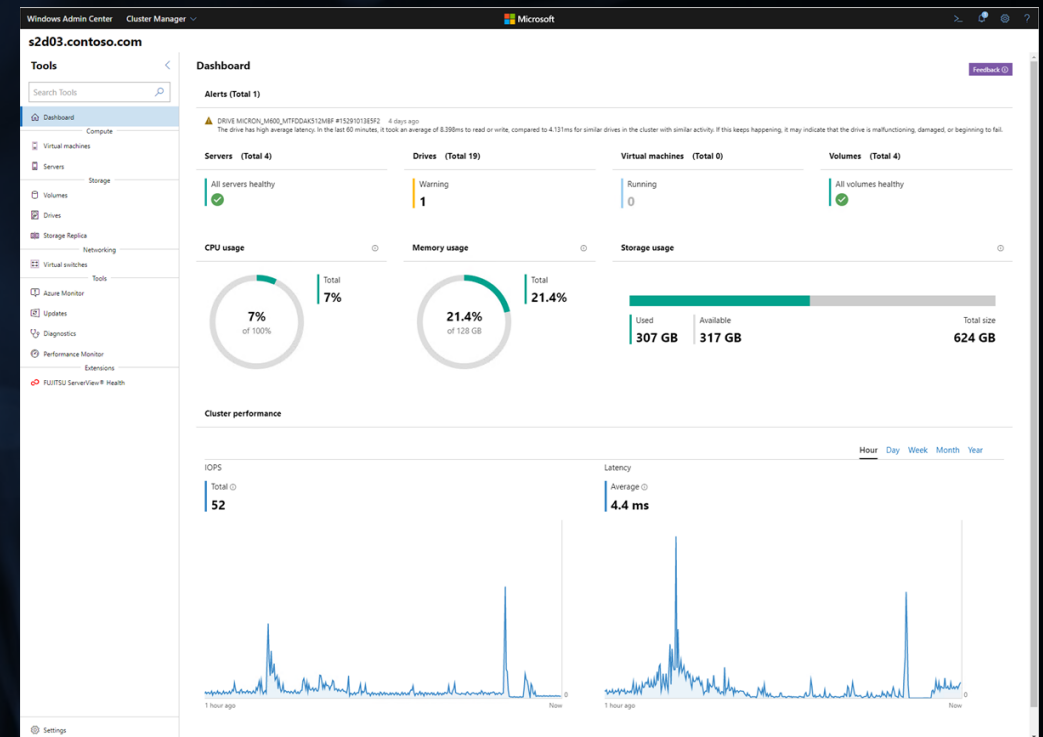 Windows Admin Center Cluster Manager
Microsoft
s2d03.contoso.com
Tools
Search Tools
Dashboard
Compute
Virtual machines
Servers
Storage
Volumes
Drives
Storage Replica
Networking
Virtual switches
Tools
Azure Monitor
Updates
Diagnostics
Performance Monitor
Extensions
FUJITSU ServerView® Health
Settings
Dashboard
Feedback
Alerts (Total 1)
DRIVE MICRON_M600_MTFDDAK512MBF #15291013E5F2 4 days ago
The drive has high average latency. In the last 60 minutes, it took an average of 8.398ms to read or write, compared to 4.131ms for similar drives in the cluster with similar activity. If this keeps happening, it may indicate that the drive is malfunctioning, damaged, or beginning to fail.
Servers (Total 4)
All servers healthy
Drives (Total 19)
Warning
1
Virtual machines (Total 0)
Running
0
Volumes (Total 4)
All volumes healthy
CPU usage
7%
of 100%
Total
7%
Memory usage
21.4%
of 128 GB
Total
21.4%
Storage usage
Used
307 GB
Available
317 GB
Total size
624 GB
Cluster performance
Hour Day Week Month Year
IOPS
Total
52
0
1 hour ago Now
Latency
Average
4.4 ms
0
1 hour ago Now